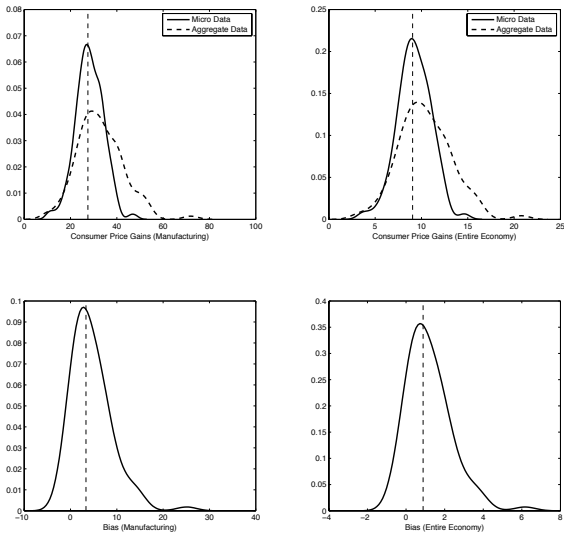 0.08
0.07
0.06
0.05
0.04
0.03
0.02
0.01
0
0 20 40 60 80 100
Consumer Price Gains (Manufacturing)
Micro Data
Aggregate Data
0.25
0.2
0.15
0.1
0.05
0
0 5 10 15 20 25
Consumer Price Gains (Entire Economy)
Micro Data
Aggregate Data
0.1
0.09
0.08
0.07
0.06
0.05
0.04
0.03
0.02
0.01
0
−10 0 10 20 30 40
Bias (Manufacturing)
0.4
0.35
0.3
0.25
0.2
0.15
0.1
0.05
0
−4 −2 0 2 4 6 8
Bias (Entire Economy)